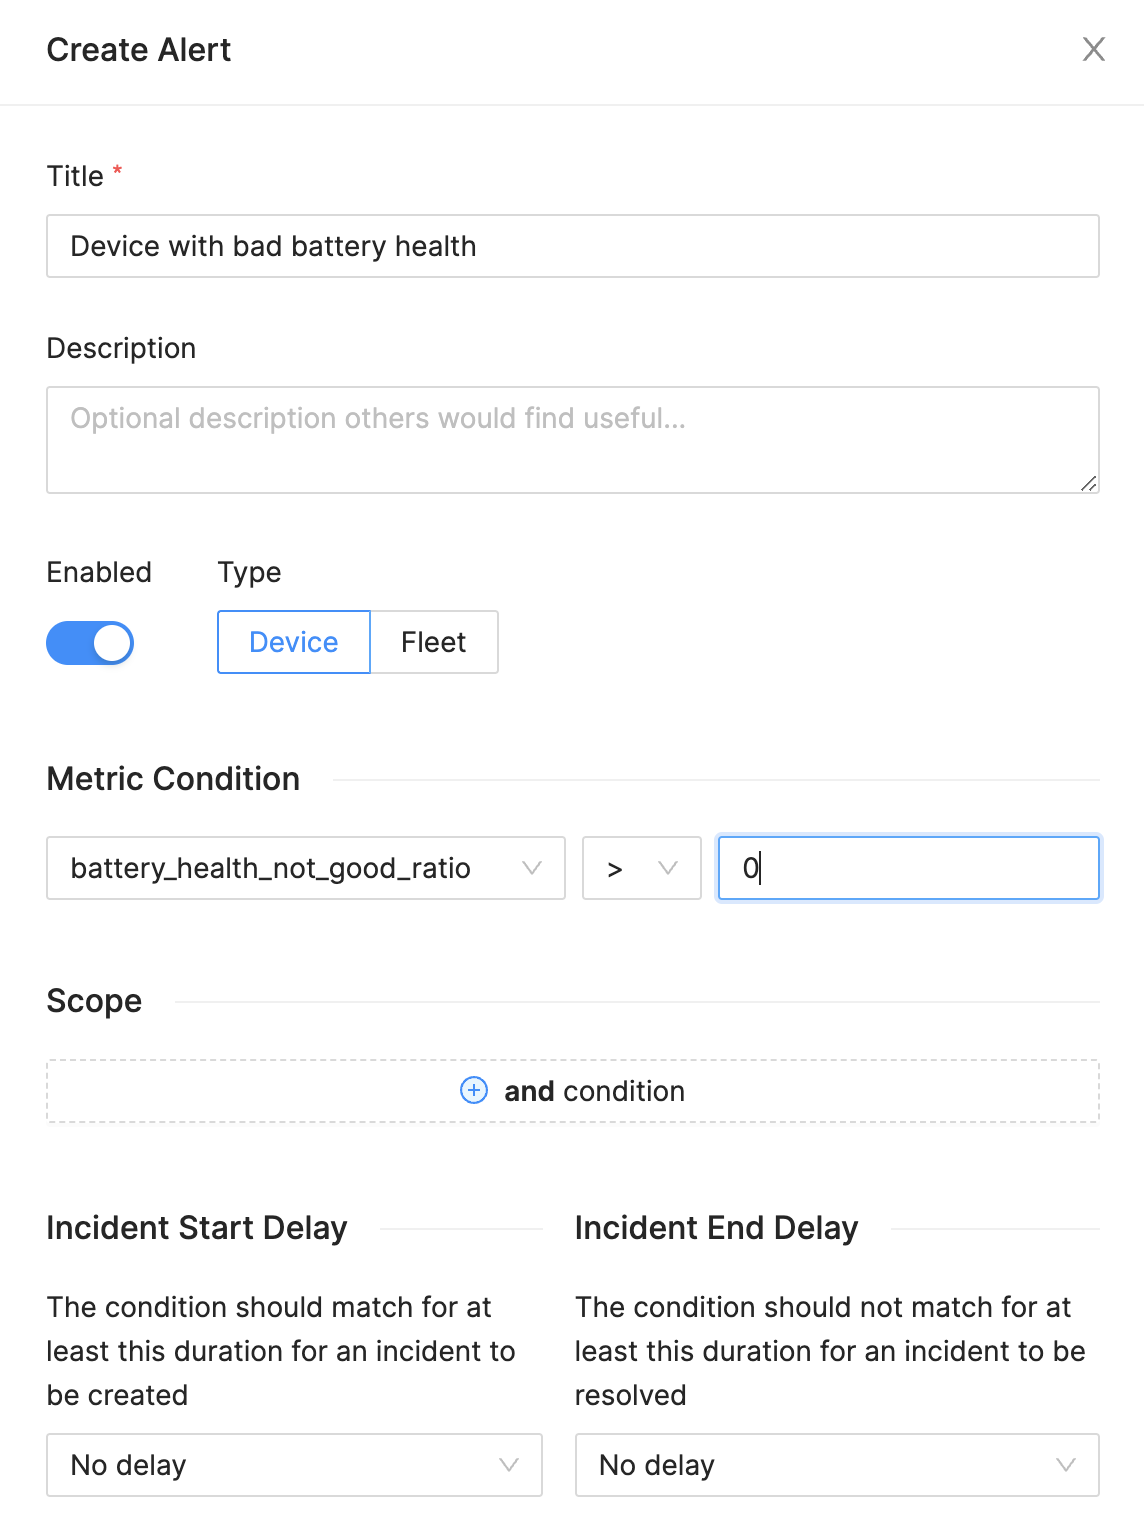 Create Alert
Title *
Device with bad battery health
Description
Optional description others would find useful...
Enabled
Type
Device
Fleet
Metric Condition
battery_health_not_good_ratio
>
0
Scope
and condition
Incident Start Delay
The condition should match for at
least this duration for an incident to
be created
No delay
Incident End Delay
The condition should not match for at
least this duration for an incident to be
resolved
No delay